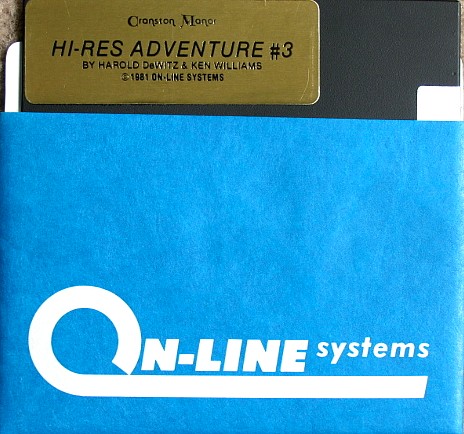 Cranston Manor
HI-RES ADVENTURE #3
BY HAROLD DeWITZ & KEN WILLIAMS
©1981 ON-LINE SYSTEMS
ON-LINE systems